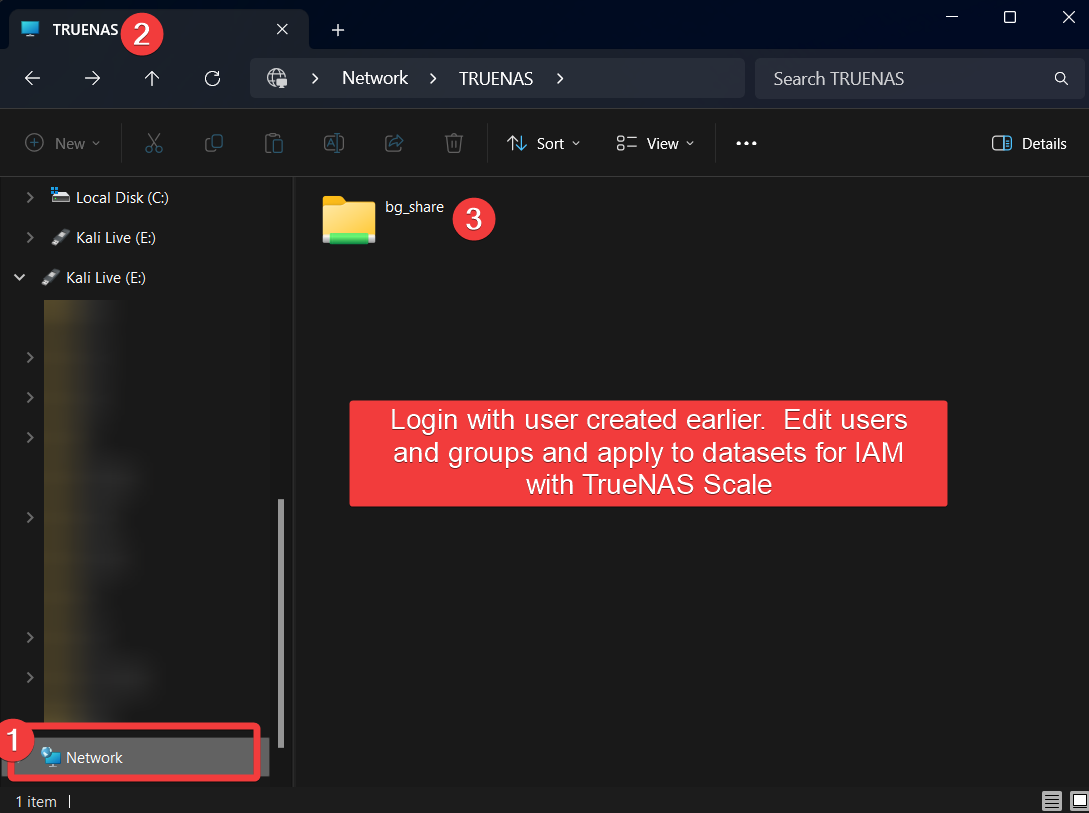 TRUENAS
2
Network
TRUENAS
Search TRUENAS
New
Sort
View
Details
Local Disk (C:)
Kali Live (E:)
Kali Live (E:)
bg_share
3
Login with user created earlier.  Edit users
and groups and apply to datasets for IAM
with TrueNAS Scale
1
Network
1 item